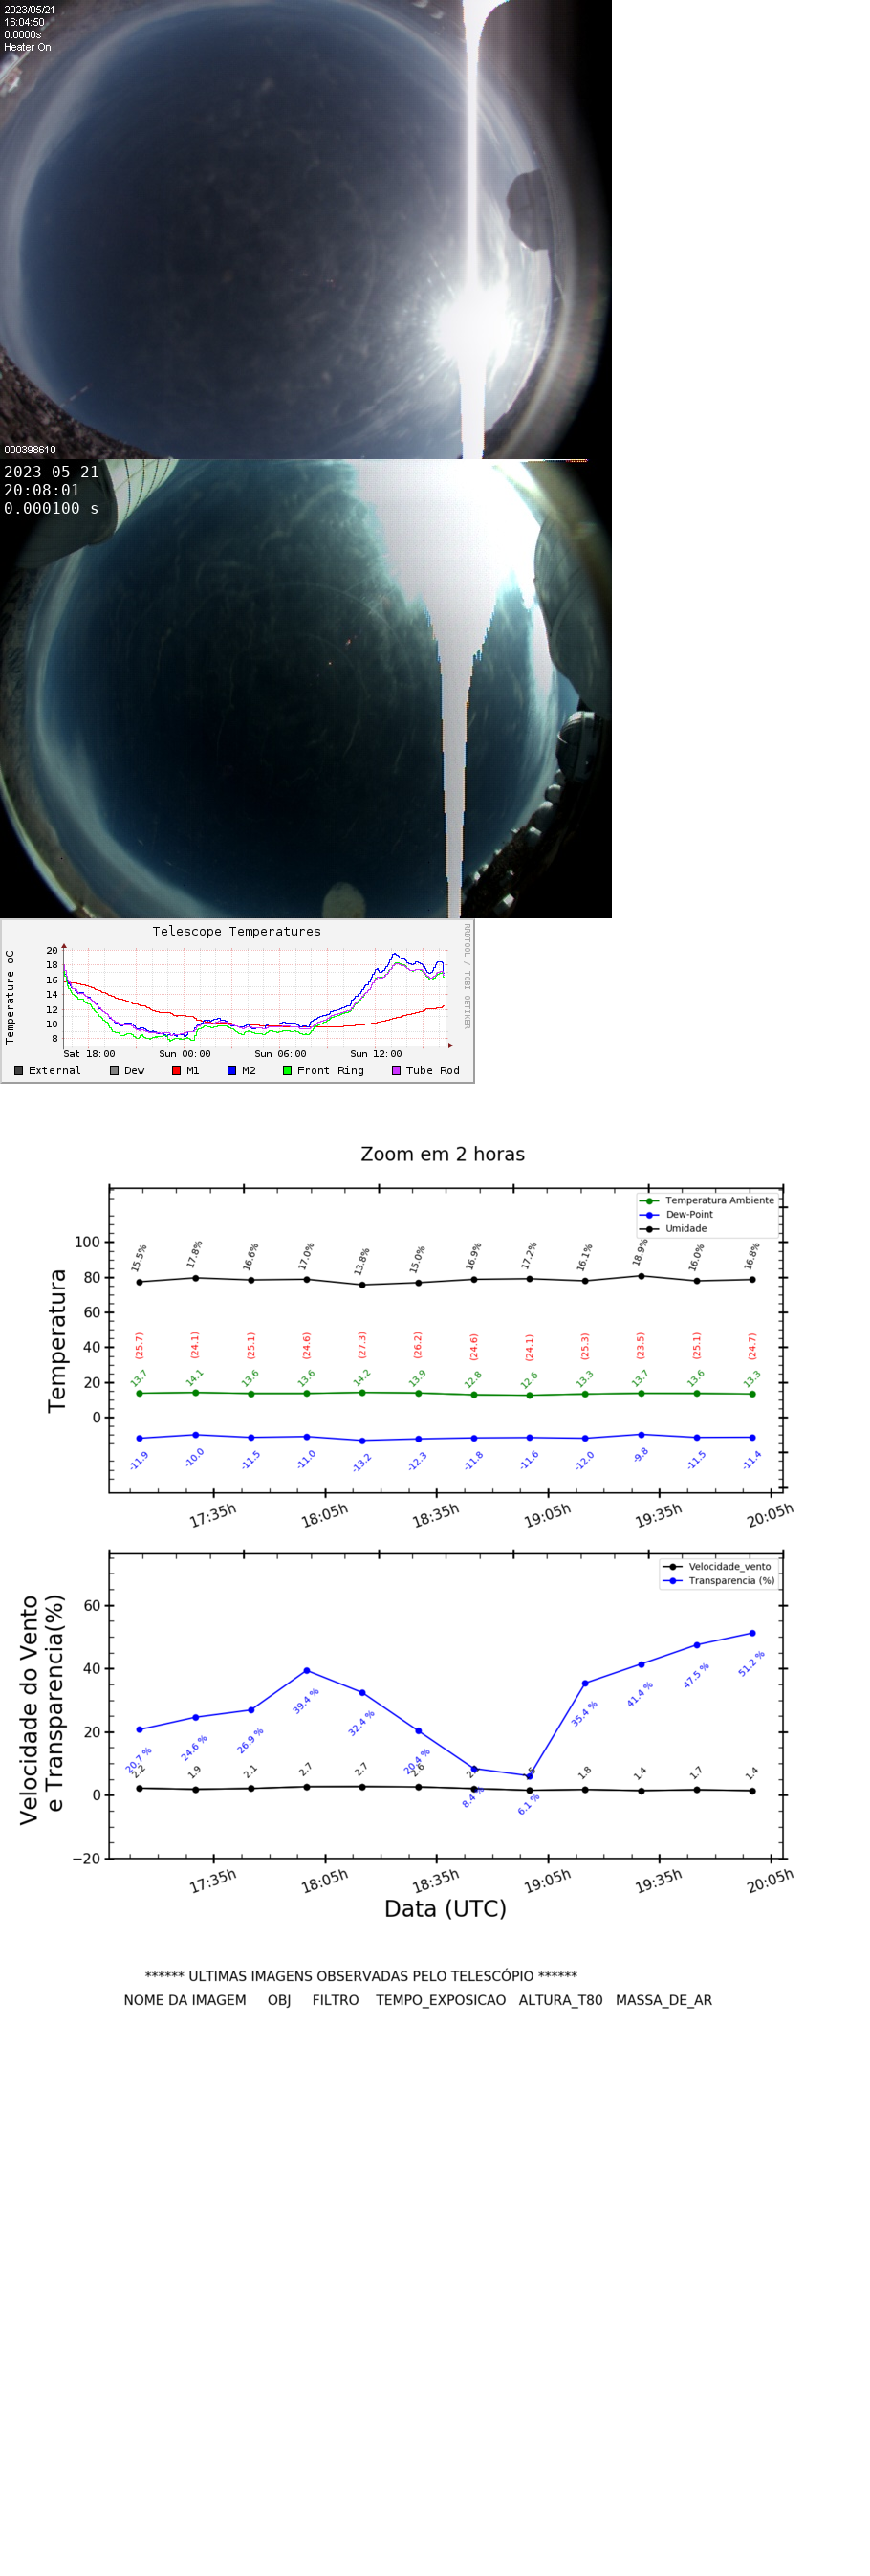 2023/05/21
16:04:50
0.0000s
Heater On
000398610
2023-05-21
20:08:01
0.000100 s
Telescope Temperatures
RRDTOOL / TOBI OETIKER
Temperature oC
20
18
16
14
12
10
8
Sat 18:00 Sun 00:00 Sun 06:00 Sun 12:00
External Dew M1 M2 Front Ring Tube Rod
Zoom em 2 horas
Temperatura Ambiente
Dew-Point
Umidade
Temperatura
100
80
60
40
20
0
15.5% 17.8% 16.6% 17.0% 13.8% 15.0% 16.9% 17.2% 16.1% 18.9% 16.0% 16.8%
(25.7) (24.1) (25.1) (24.6) (27.3) (26.2) (24.6) (24.1) (25.3) (23.5) (25.1) (24.7)
13.7 14.1 13.6 13.6 14.2 13.9 12.8 12.6 13.3 13.7 13.6 13.3
-11.9 -10.0 -11.5 -11.0 -13.2 -12.3 -11.8 -11.6 -12.0 -9.8 -11.5 -11.4
17:35h 18:05h 18:35h 19:05h 19:35h 20:05h
Velocidade_vento
Transparencia (%)
Velocidade do Vento
e Transparencia(%)
60
40
20
0
−20
20.7 % 24.6 % 26.9 % 39.4 % 32.4 % 20.4 % 8.4 % 6.1 % 35.4 % 41.4 % 47.5 % 51.2 %
2.2 1.9 2.1 2.7 2.7 2.6 1.8 1.4 1.7 1.4
17:35h 18:05h 18:35h 19:05h 19:35h 20:05h
Data (UTC)
****** ULTIMAS IMAGENS OBSERVADAS PELO TELESCÓPIO ******
NOME DA IMAGEM OBJ FILTRO TEMPO_EXPOSICAO ALTURA_T80 MASSA_DE_AR